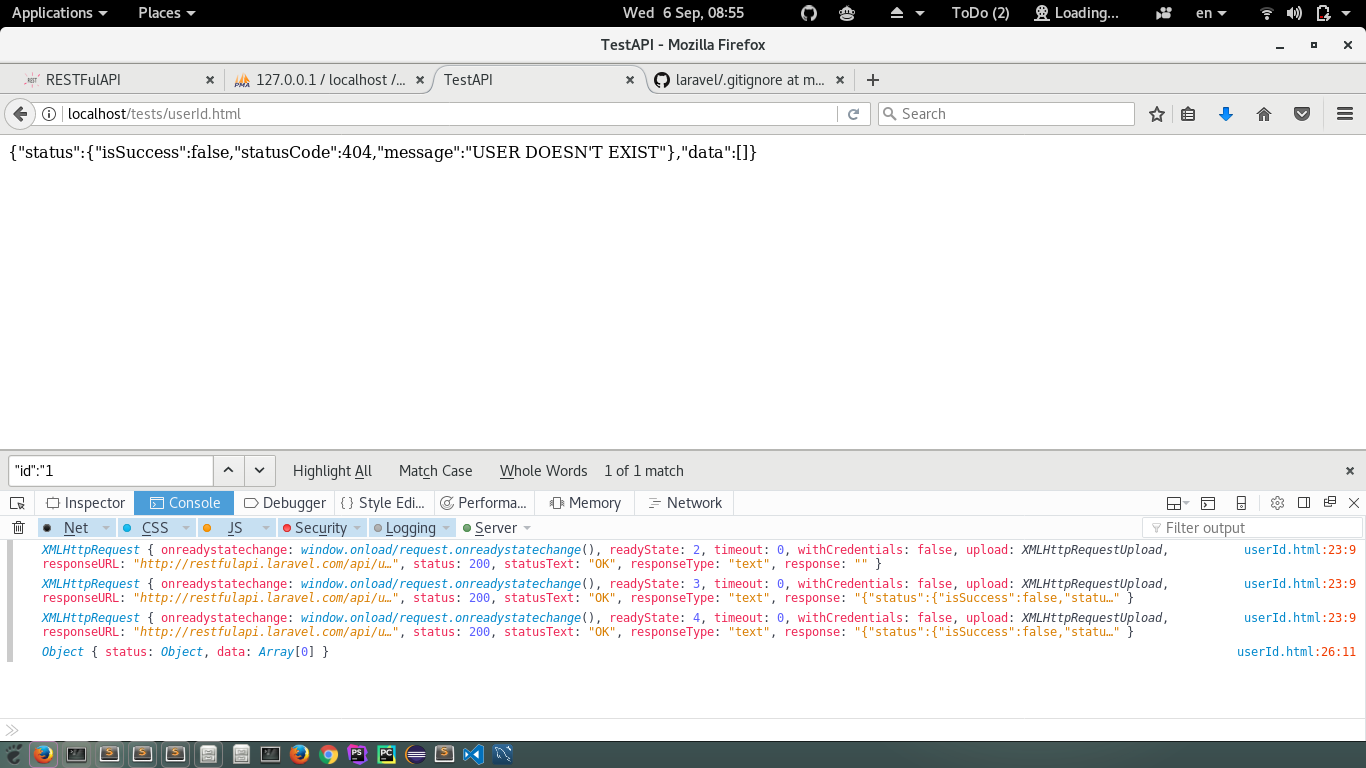 Applications Places Wed 6 Sep, 08:55 ToDo (2) Loading... en
TestAPI - Mozilla Firefox
RESTFulAPI 127.0.0.1 / localhost /... TestAPI laravel/.gitignore at m...
localhost/tests/userId.html Search
{"status":{"isSuccess":false,"statusCode":404,"message":"USER DOESN'T EXIST"},"data":[]}
"id":"1 Highlight All Match Case Whole Words 1 of 1 match
Inspector Console Debugger Style Edi... Performa... Memory Network
Net CSS JS Security Logging Server Filter output
XMLHttpRequest { onreadystatechange: window.onload/request.onreadystatechange(), readyState: 2, timeout: 0, withCredentials: false, upload: XMLHttpRequestUpload, userId.html:23:9
responseURL: "http://restfulapi.laravel.com/api/u…", status: 200, statusText: "OK", responseType: "text", response: "" }
XMLHttpRequest { onreadystatechange: window.onload/request.onreadystatechange(), readyState: 3, timeout: 0, withCredentials: false, upload: XMLHttpRequestUpload, userId.html:23:9
responseURL: "http://restfulapi.laravel.com/api/u…", status: 200, statusText: "OK", responseType: "text", response: "{"status":{"isSuccess":false,"statu…" }
XMLHttpRequest { onreadystatechange: window.onload/request.onreadystatechange(), readyState: 4, timeout: 0, withCredentials: false, upload: XMLHttpRequestUpload, userId.html:23:9
responseURL: "http://restfulapi.laravel.com/api/u…", status: 200, statusText: "OK", responseType: "text", response: "{"status":{"isSuccess":false,"statu…" }
Object { status: Object, data: Array[0] } userId.html:26:11